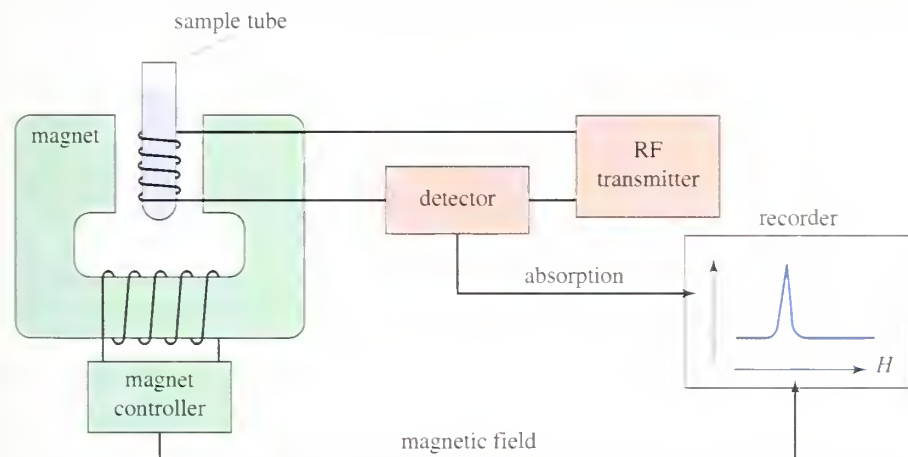 sample tube
magnet
RF
transmitter
detector
recorder
absorption
H
magnet
controller
magnetic field